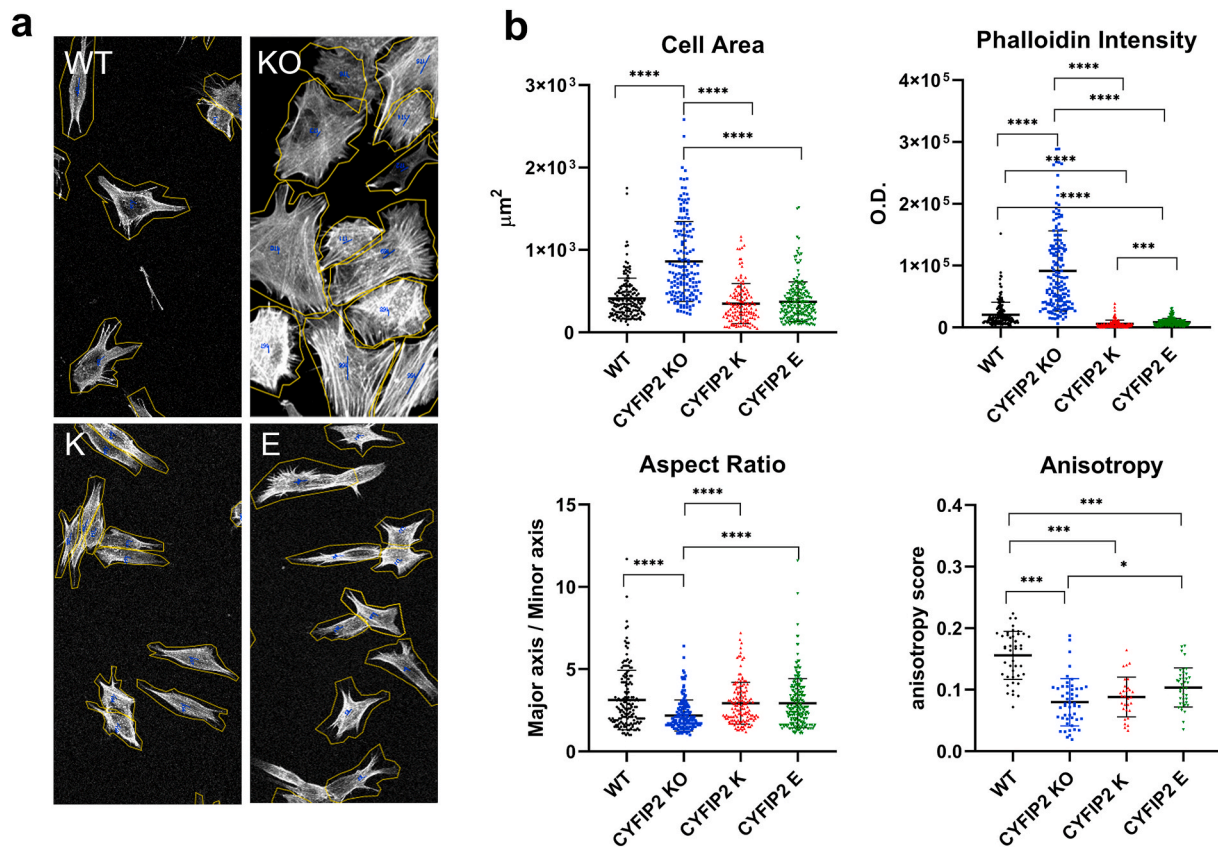 a
WT
KO
K
E
b
Cell Area
μm²
3×10³
2×10³
1×10³
0
****
****
****
WT
CYFIP2 KO
CYFIP2 K
CYFIP2 E
Phalloidin Intensity
O.D.
4×10⁵
3×10⁵
2×10⁵
1×10⁵
0
****
****
****
****
****
***
WT
CYFIP2 KO
CYFIP2 K
CYFIP2 E
Aspect Ratio
Major axis / Minor axis
15
10
5
0
****
****
****
WT
CYFIP2 KO
CYFIP2 K
CYFIP2 E
Anisotropy
anisotropy score
0.4
0.3
0.2
0.1
0.0
***
***
***
*
WT
CYFIP2 KO
CYFIP2 K
CYFIP2 E